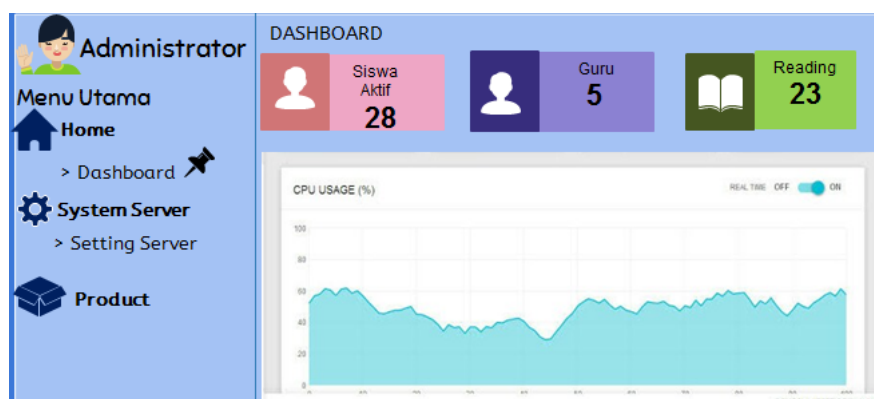 Administrator
Menu Utama
Home
> Dashboard
System Server
> Setting Server
Product
DASHBOARD
Siswa
Aktif
28
Guru
5
Reading
23
CPU USAGE (%)
REAL TIME OFF ON
100
80
60
40
20
0